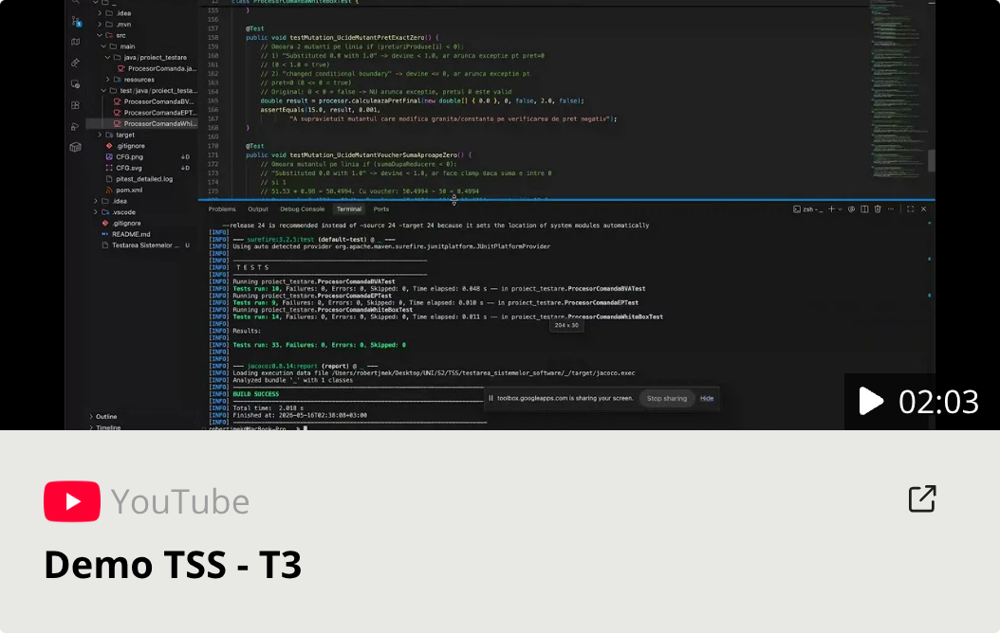 class ProcesorComandaWhiteBoxTest {
.idea
.mvn
src
main
java/proiect_testare
ProcesorComanda.ja...
resources
test/java/proiect_testa...
ProcesorComandaBV...
ProcesorComandaEPT...
ProcesorComandaWhi...
target
.gitignore
CFG.png
CFG.svg
pitest_detailed.log
pom.xml
.idea
.vscode
.gitignore
README.md
Testarea Sistemelor ... U
Outline
Timeline
155 }
156
157 @Test
158 public void testMutation_UcideMutantPretExactZero() {
159 // Omoara 2 mutanti pe linia if (preturiProduse[i] < 0):
160 // 1) "Substituted 0.0 with 1.0" -> devine < 1.0, ar arunca exceptie pt pret=0
161 // (0 < 1.0 = true)
162 // 2) "changed conditional boundary" -> devine <= 0, ar arunca exceptie pt
163 // pret=0 (0 <= 0 = true)
164 // Original: 0 < 0 = false -> NU arunca exceptie, pretul 0 este valid
165 double result = procesor.calculeazaPretFinal(new double[] { 0.0 }, 0, false, 2.0, false);
166 assertEquals(15.0, result, 0.001,
167 "A supravietuit mutantul care modifica granita/constanta pe verificarea de pret negativ");
168 }
169
170 @Test
171 public void testMutation_UcideMutantVoucherSumaAproapeZero() {
172 // Omoara mutantul pe linia if (sumaDupaReducere < 0):
173 // "Substituted 0.0 with 1.0" -> devine < 1.0, ar face clamp daca suma e intre 0
174 // si 1
175 // 51.53 * 0.98 = 50.4994. Cu voucher: 50.4994 - 50 = 0.4994
Problems Output Debug Console Terminal Ports
zsh - _
--release 24 is recommended instead of -source 24 -target 24 because it sets the location of system modules automatically
[INFO]
[INFO] --- surefire:3.2.5:test (default-test) @ _ ---
[INFO] Using auto detected provider org.apache.maven.surefire.junitplatform.JUnitPlatformProvider
[INFO]
[INFO] -------------------------------------------------------
[INFO] T E S T S
[INFO] -------------------------------------------------------
[INFO] Running proiect_testare.ProcesorComandaBVATest
[INFO] Tests run: 10, Failures: 0, Errors: 0, Skipped: 0, Time elapsed: 0.048 s -- in proiect_testare.ProcesorComandaBVATest
[INFO] Running proiect_testare.ProcesorComandaEPTest
[INFO] Tests run: 9, Failures: 0, Errors: 0, Skipped: 0, Time elapsed: 0.010 s -- in proiect_testare.ProcesorComandaEPTest
[INFO] Running proiect_testare.ProcesorComandaWhiteBoxTest
[INFO] Tests run: 14, Failures: 0, Errors: 0, Skipped: 0, Time elapsed: 0.011 s -- in proiect_testare.ProcesorComandaWhiteBoxTest
[INFO]
204 x 30
[INFO] Results:
[INFO]
[INFO] Tests run: 33, Failures: 0, Errors: 0, Skipped: 0
[INFO]
[INFO]
[INFO] --- jacoco:0.8.14:report (report) @ _ ---
[INFO] Loading execution data file /Users/robertjmek/Desktop/UNI/S2/TSS/testarea_sistemelor_software/_/target/jacoco.exec
[INFO] Analyzed bundle '_' with 1 classes
[INFO]
[INFO] BUILD SUCCESS
[INFO]
[INFO] Total time: 2.018 s
[INFO] Finished at: 2026-05-16T02:38:08+03:00
[INFO]
toolbox.googleapps.com is sharing your screen. Stop sharing Hide
02:03
YouTube
Demo TSS - T3